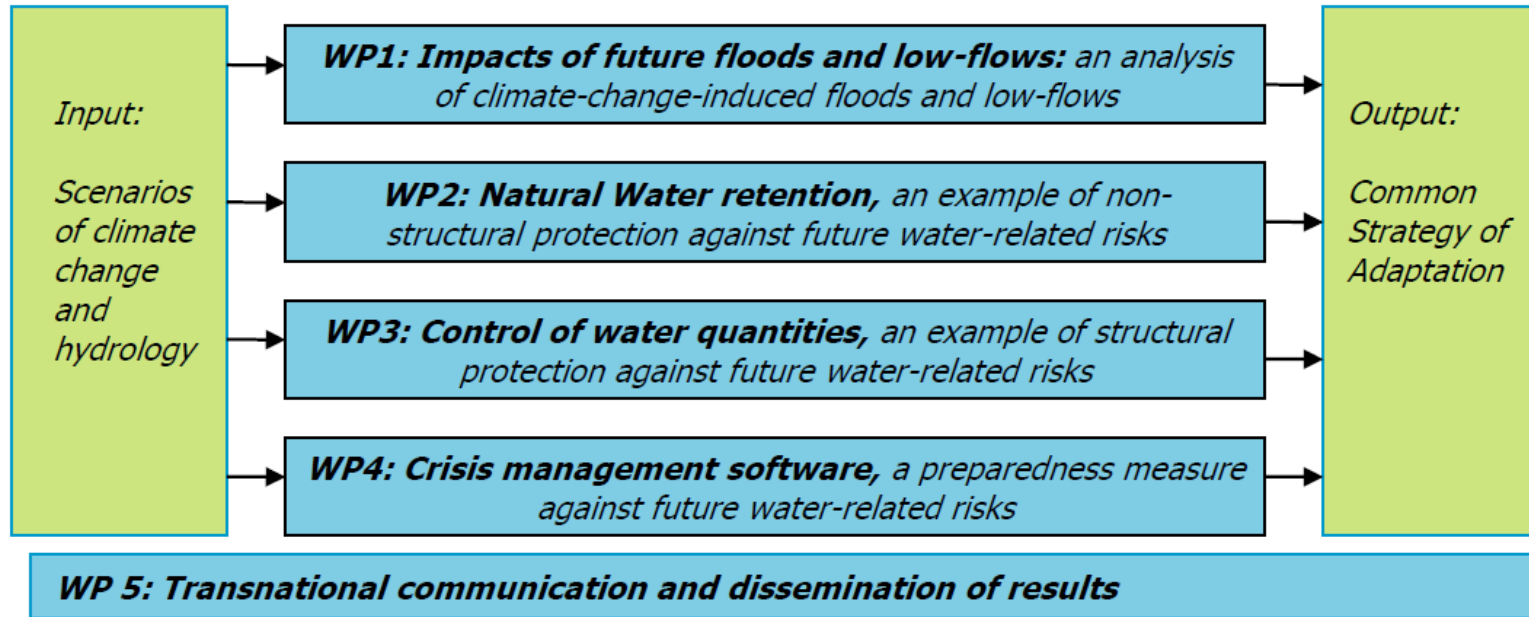 Input:
Scenarios
of climate
change
and
hydrology
WP1: Impacts of future floods and low-flows: an analysis
of climate-change-induced floods and low-flows
WP2: Natural Water retention, an example of non-
structural protection against future water-related risks
WP3: Control of water quantities, an example of structural
protection against future water-related risks
WP4: Crisis management software, a preparedness measure
against future water-related risks
Output:
Common
Strategy of
Adaptation
WP 5: Transnational communication and dissemination of results